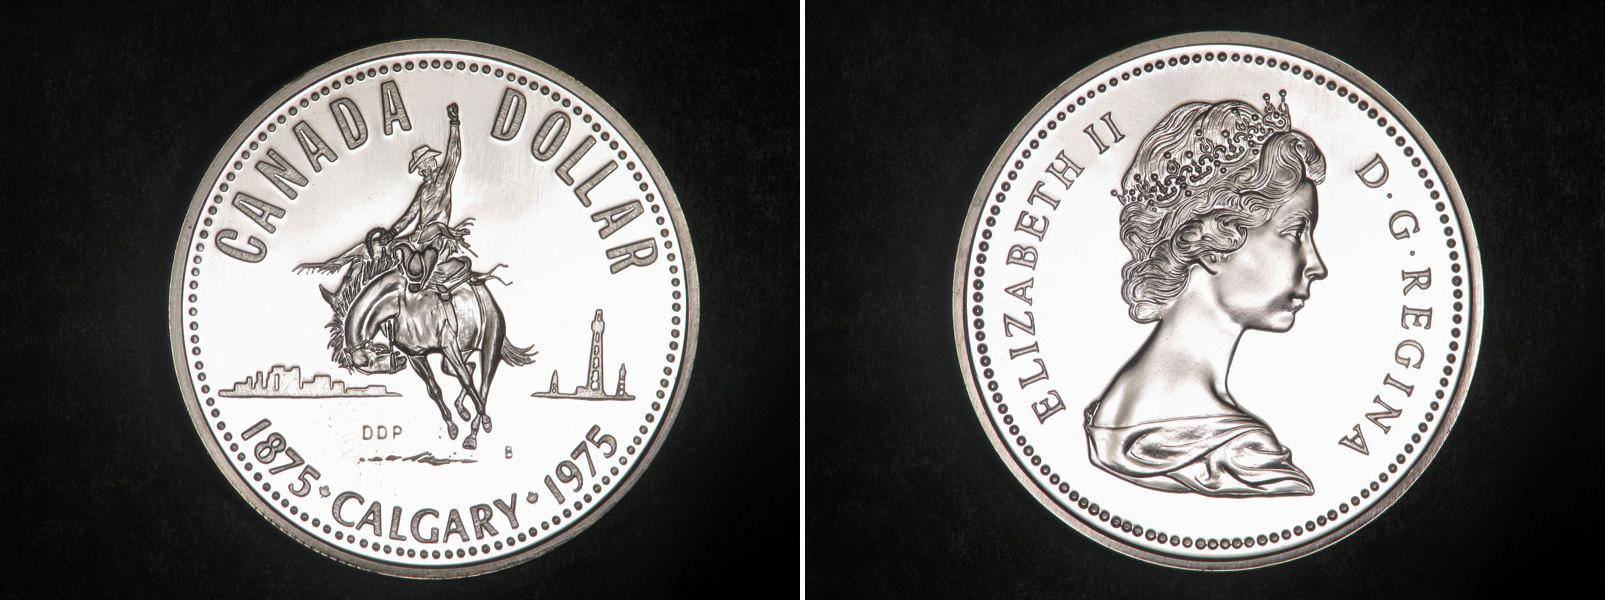 CANADA DOLLAR
DDP
B
1875 · CALGARY · 1975
ELIZABETH II D·G·REGINA